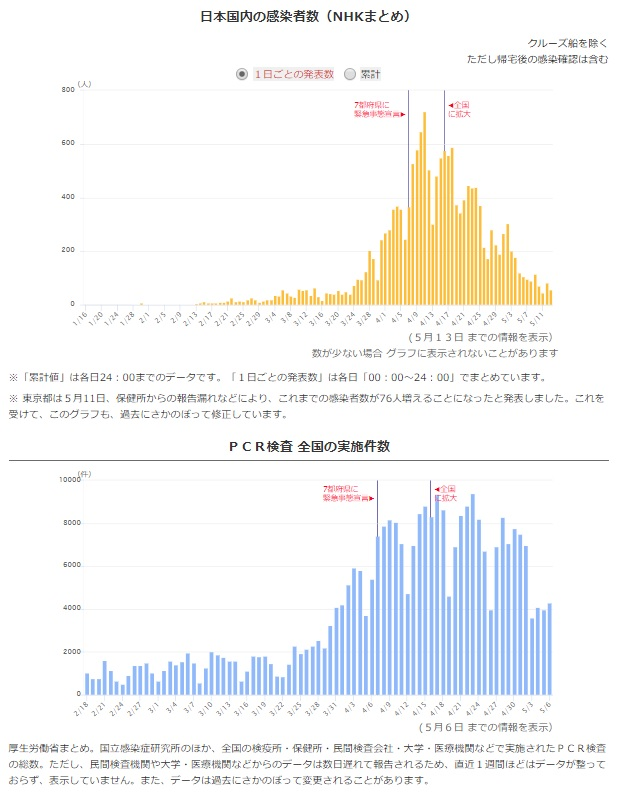 日本国内の感染者数（NHKまとめ）
クルーズ船を除く
ただし帰宅後の感染確認は含む
１日ごとの発表数 累計
(人)
7都府県に
緊急事態宣言▶
◀全国
に拡大
800
600
400
200
0
1/16 1/20 1/24 1/28 2/1 2/5 2/9 2/13 2/17 2/21 2/25 2/29 3/4 3/8 3/12 3/16 3/20 3/24 3/28 4/1 4/5 4/9 4/13 4/17 4/21 4/25 4/29 5/3 5/7 5/11
(５月１３日 までの情報を表示)
数が少ない場合 グラフに表示されないことがあります
※「累計値」は各日24：00までのデータです。「１日ごとの発表数」は各日「00：00〜24：00」でまとめています。
※ 東京都は５月11日、保健所からの報告漏れなどにより、これまでの感染者数が76人増えることになったと発表しました。これを
受けて、このグラフも、過去にさかのぼって修正しています。
ＰＣＲ検査 全国の実施件数
(件)
7都府県に
緊急事態宣言▶
◀全国
に拡大
10000
8000
6000
4000
2000
0
2/18 2/21 2/24 2/27 3/1 3/4 3/7 3/10 3/13 3/16 3/19 3/22 3/25 3/28 3/31 4/3 4/6 4/9 4/12 4/15 4/18 4/21 4/24 4/27 4/30 5/3 5/6
(５月６日 までの情報を表示)
厚生労働省まとめ。国立感染症研究所のほか、全国の検疫所・保健所・民間検査会社・大学・医療機関などで実施されたＰＣＲ検査
の総数。ただし、民間検査機関や大学・医療機関などからのデータは数日遅れて報告されるため、直近１週間ほどはデータが整って
おらず、表示していません。また、データは過去にさかのぼって変更されることがあります。